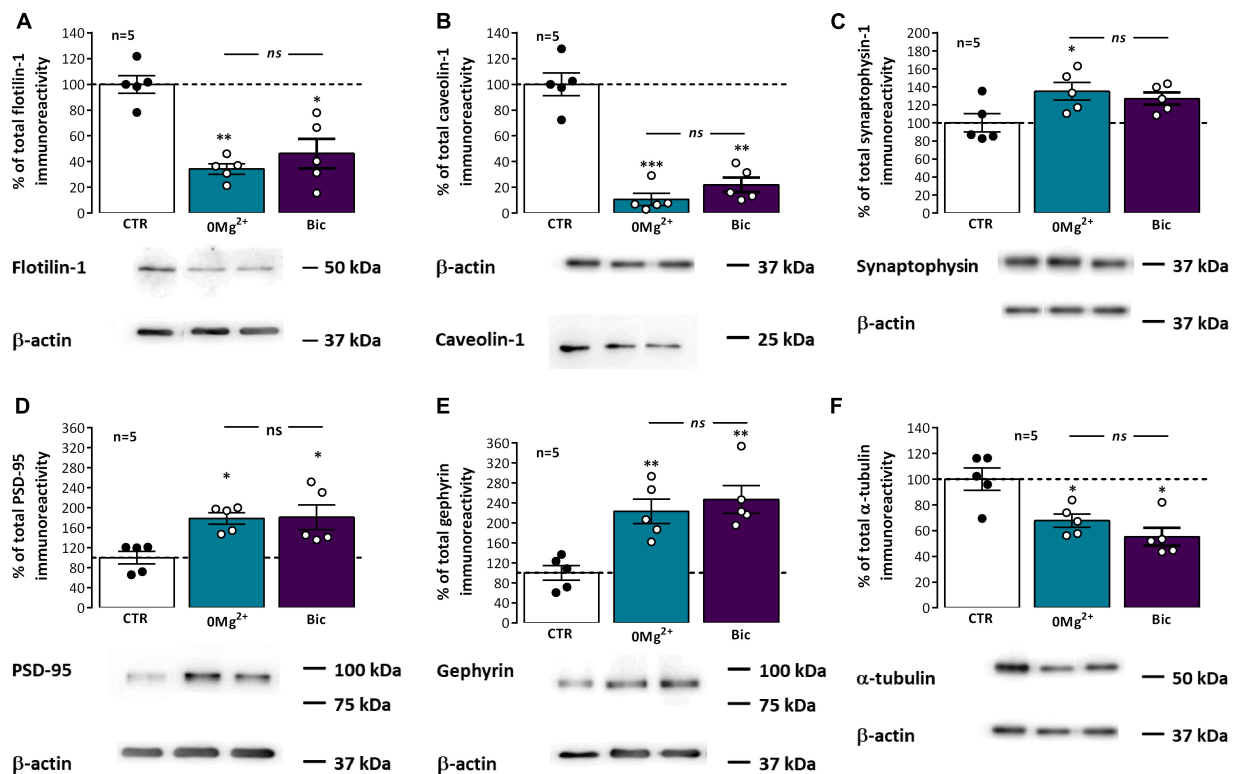 A
% of total flotilin-1
immunoreactivity
140
120
100
80
60
40
20
0
n=5
ns
**
*
CTR
0Mg²⁺
Bic
Flotilin-1
50 kDa
β-actin
37 kDa
B
% of total caveolin-1
immunoreactivity
140
120
100
80
60
40
20
0
n=5
ns
***
**
CTR
0Mg²⁺
Bic
β-actin
37 kDa
Caveolin-1
25 kDa
C
% of total synaptophysin-1
immunoreactivity
200
180
160
140
120
100
80
60
40
20
0
n=5
ns
*
CTR
0Mg²⁺
Bic
Synaptophysin
37 kDa
β-actin
37 kDa
D
% of total PSD-95
immunoreactivity
360
320
280
240
200
160
120
80
40
0
n=5
ns
*
*
CTR
0Mg²⁺
Bic
PSD-95
100 kDa
75 kDa
β-actin
37 kDa
E
% of total gephyrin
immunoreactivity
360
320
280
240
200
160
120
80
40
0
n=5
ns
**
**
CTR
0Mg²⁺
Bic
Gephyrin
100 kDa
75 kDa
β-actin
37 kDa
F
% of total α-tubulin
immunoreactivity
140
120
100
80
60
40
20
0
n=5
ns
*
*
CTR
0Mg²⁺
Bic
α-tubulin
50 kDa
β-actin
37 kDa